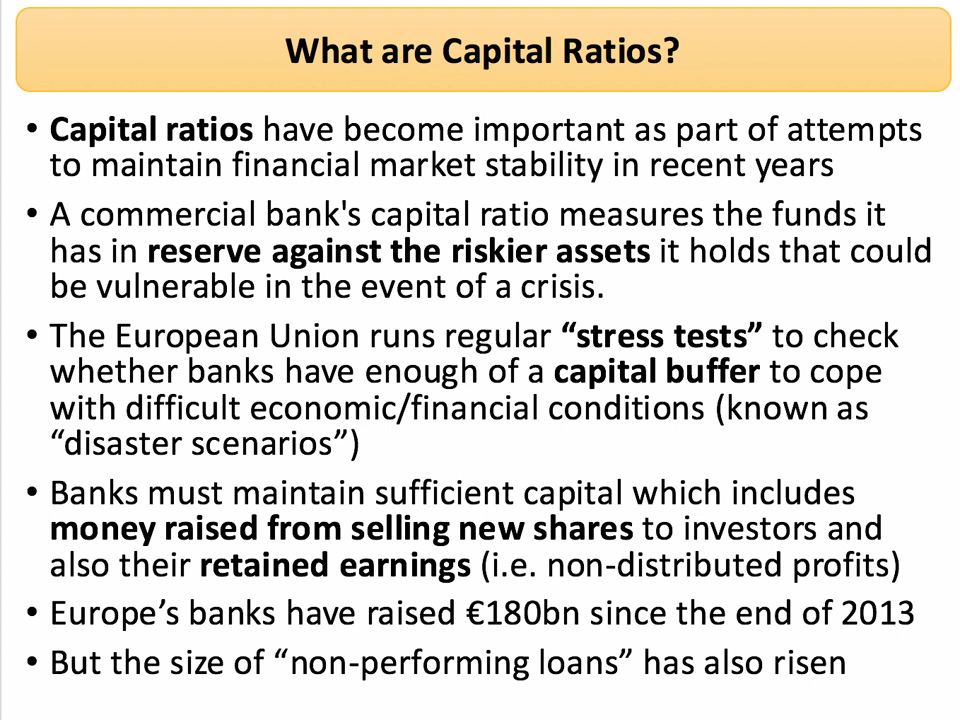 What are Capital Ratios?
• Capital ratios have become important as part of attempts
to maintain financial market stability in recent years
• A commercial bank's capital ratio measures the funds it
has in reserve against the riskier assets it holds that could
be vulnerable in the event of a crisis.
• The European Union runs regular “stress tests” to check
whether banks have enough of a capital buffer to cope
with difficult economic/financial conditions (known as
“disaster scenarios”)
• Banks must maintain sufficient capital which includes
money raised from selling new shares to investors and
also their retained earnings (i.e. non-distributed profits)
• Europe’s banks have raised €180bn since the end of 2013
• But the size of “non-performing loans” has also risen